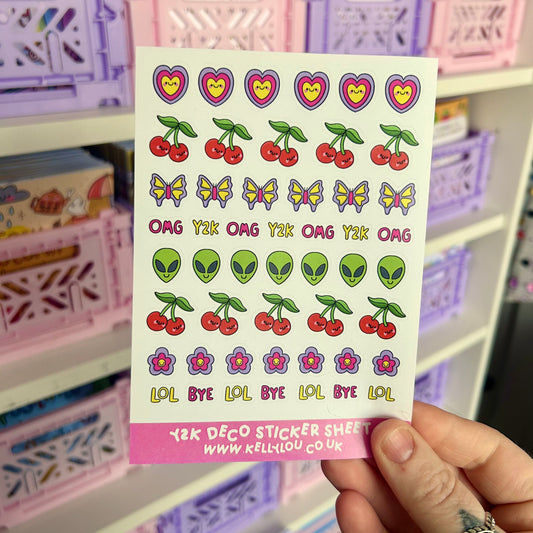 OMG Y2K OMG Y2K OMG Y2K OMG
LOL BYE LOL BYE LOL BYE LOL
Y2K DECO STICKER SHEET
WWW.KELLYLOU.CO.UK